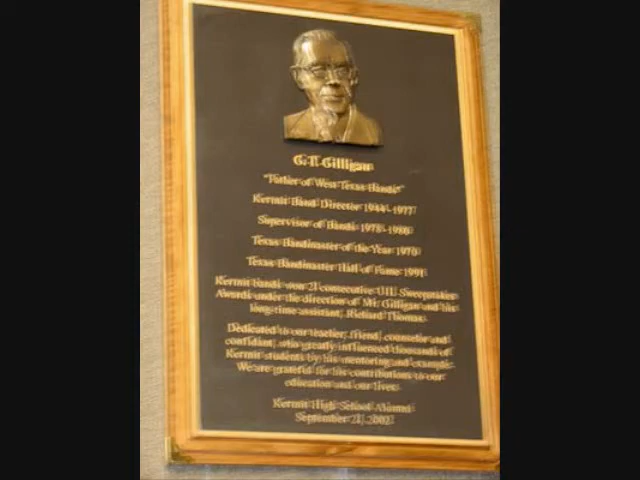 G.T. Gilligan
"Father of West Texas Bands"
Kermit Band Director 1944-1977
Supervisor of Bands 1978-1980
Texas Bandmaster of the Year 1970
Texas Bandmaster Hall of Fame 1991
Kermit bands won 21 consecutive UIL Sweepstakes
Awards under the direction of Mr. Gilligan and his
long-time assistant, Richard Thomas.
Dedicated to our teacher, friend, counselor and
confidant, who greatly influenced thousands of
Kermit students by his mentoring and example.
We are grateful for his contributions to our
education and our lives.
Kermit High School Alumni
September 21, 2002